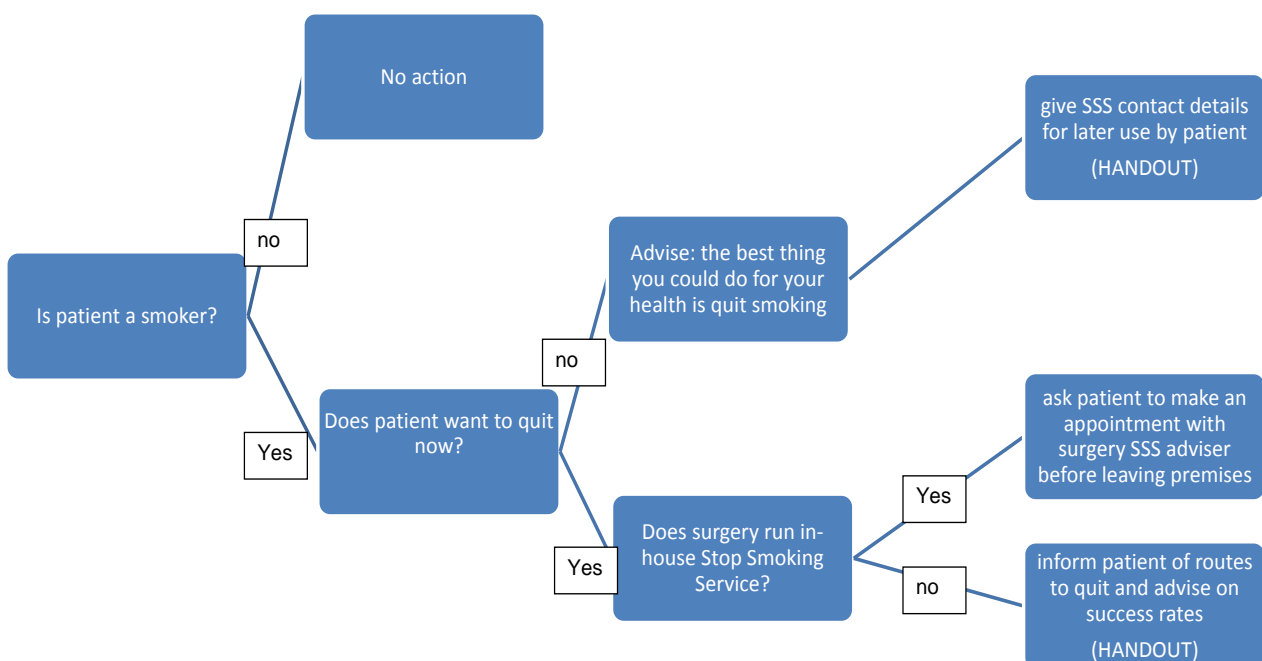 No action
give SSS contact details
for later use by patient
(HANDOUT)
no
Advise: the best thing
you could do for your
health is quit smoking
Is patient a smoker?
no
Does patient want to quit
now?
Yes
ask patient to make an
appointment with
surgery SSS adviser
before leaving premises
Yes
Does surgery run in-
house Stop Smoking
Service?
Yes
no
inform patient of routes
to quit and advise on
success rates
(HANDOUT)